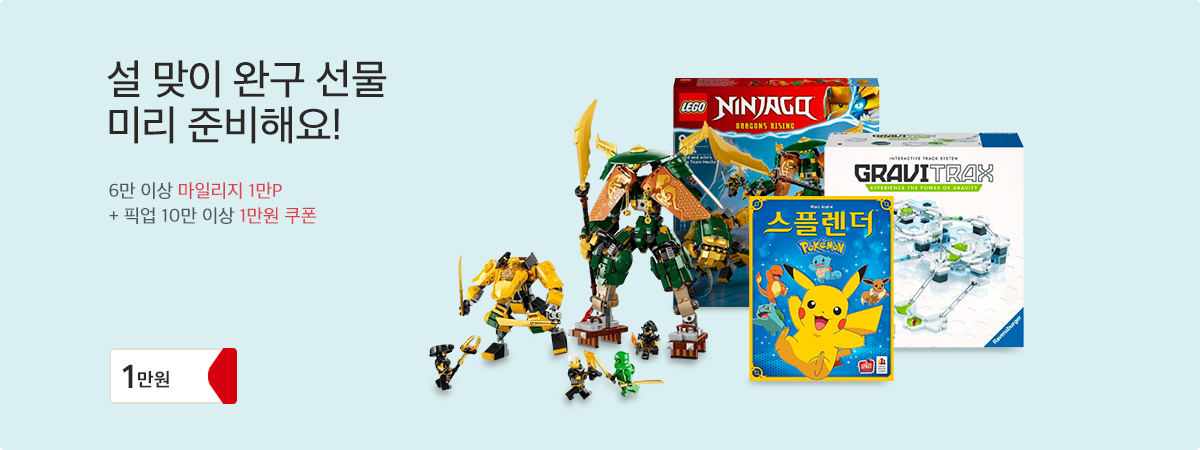 설 맞이 완구 선물
미리 준비해요!
6만 이상 마일리지 1만P
+ 픽업 10만 이상 1만원 쿠폰
1만원
LEGO NINJAGO
DRAGONS RISING
INTERACTIVE TRACK SYSTEM
GRAVITRAX
EXPERIENCE THE POWER OF GRAVITY
Marc André
스플렌더
Pokémon
Ravensburger